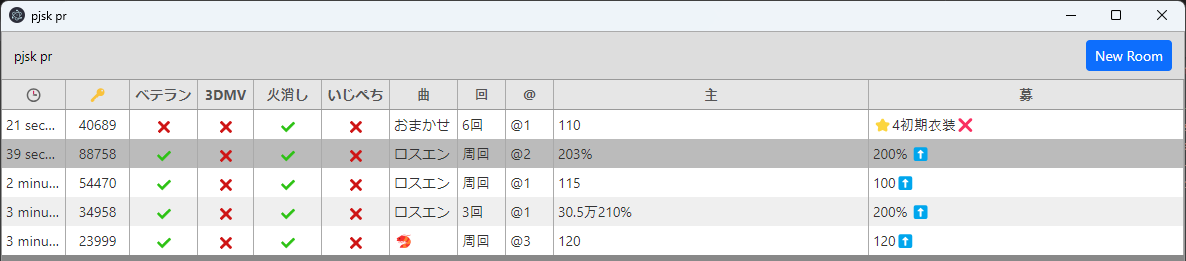 pjsk pr
pjsk pr New Room
🕒 🔑 ベテラン 3DMV 火消し いじぺち 曲 回 @ 主 募
21 sec... 40689 ❌ ❌ ✔ ❌ おまかせ 6回 @1 110 ⭐4初期衣装❌
39 sec... 88758 ✔ ❌ ✔ ❌ ロスエン 周回 @2 203% 200% ⬆️
2 minu... 54470 ✔ ❌ ✔ ❌ ロスエン 周回 @1 115 100⬆️
3 minu... 34958 ✔ ❌ ✔ ❌ ロスエン 3回 @1 30.5万210% 200% ⬆️
3 minu... 23999 ✔ ❌ ✔ ❌ 🦐 周回 @3 120 120⬆️